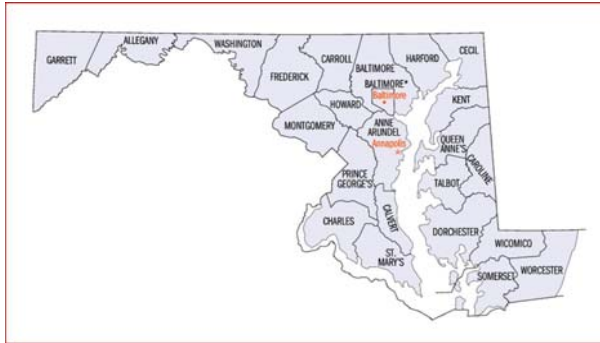 GARRETT
ALLEGANY
WASHINGTON
FREDERICK
CARROLL
BALTIMORE
HARFORD
CECIL
BALTIMORE*
Baltimore
HOWARD
KENT
MONTGOMERY
ANNE
ARUNDEL
Annapolis
QUEEN
ANNE'S
CAROLINE
PRINCE
GEORGE'S
TALBOT
CALVERT
CHARLES
DORCHESTER
ST.
MARY'S
WICOMICO
SOMERSET
WORCESTER